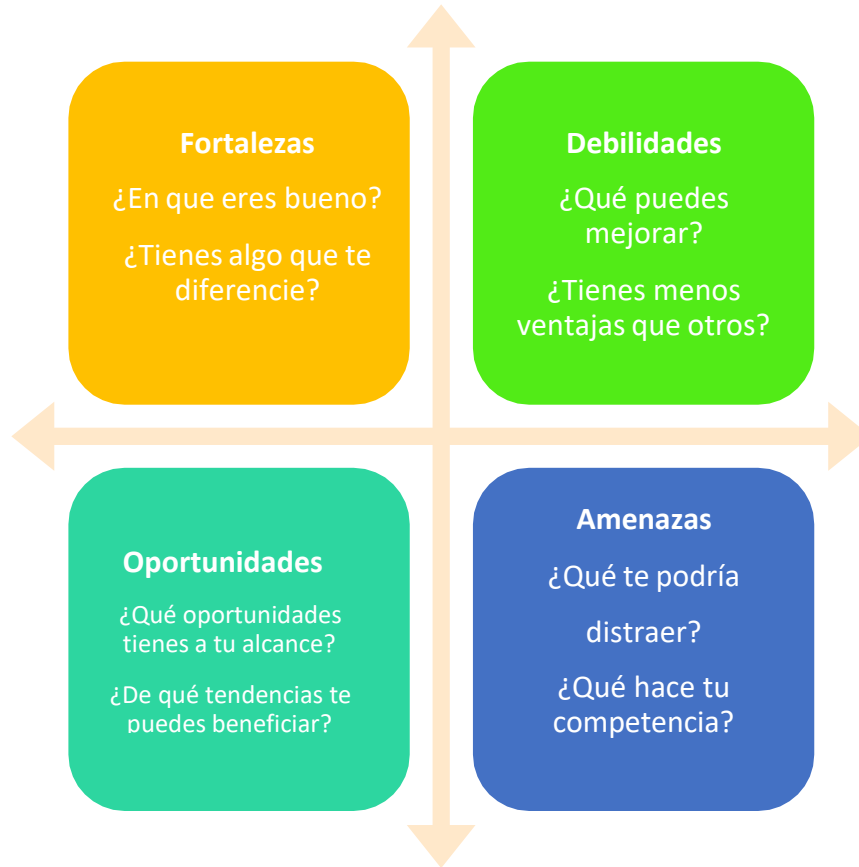 Fortalezas
¿En que eres bueno?
¿Tienes algo que te
diferencie?
Debilidades
¿Qué puedes
mejorar?
¿Tienes menos
ventajas que otros?
Oportunidades
¿Qué oportunidades
tienes a tu alcance?
¿De qué tendencias te
puedes beneficiar?
Amenazas
¿Qué te podría
distraer?
¿Qué hace tu
competencia?